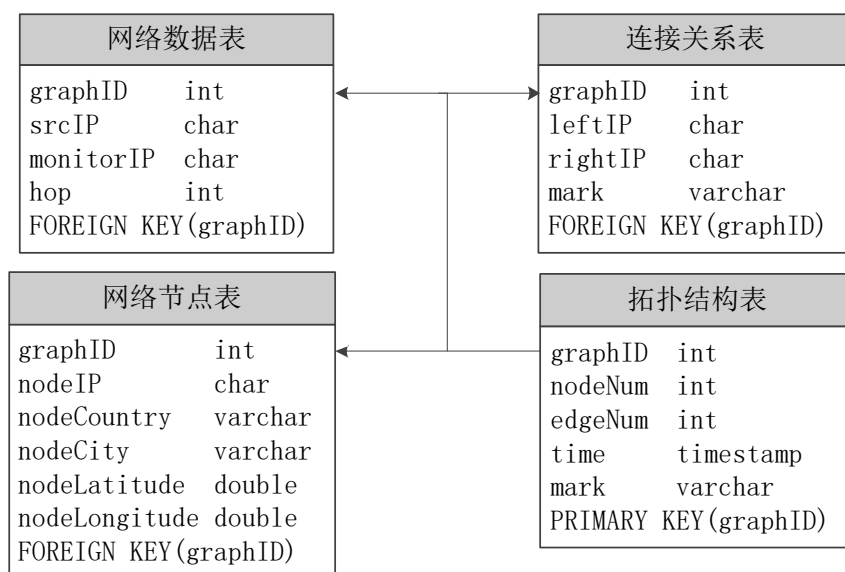 网络数据表
graphID int
srcIP char
monitorIP char
hop int
FOREIGN KEY(graphID)
连接关系表
graphID int
leftIP char
rightIP char
mark varchar
FOREIGN KEY(graphID)
网络节点表
graphID int
nodeIP char
nodeCountry varchar
nodeCity varchar
nodeLatitude double
nodeLongitude double
FOREIGN KEY(graphID)
拓扑结构表
graphID int
nodeNum int
edgeNum int
time timestamp
mark varchar
PRIMARY KEY(graphID)